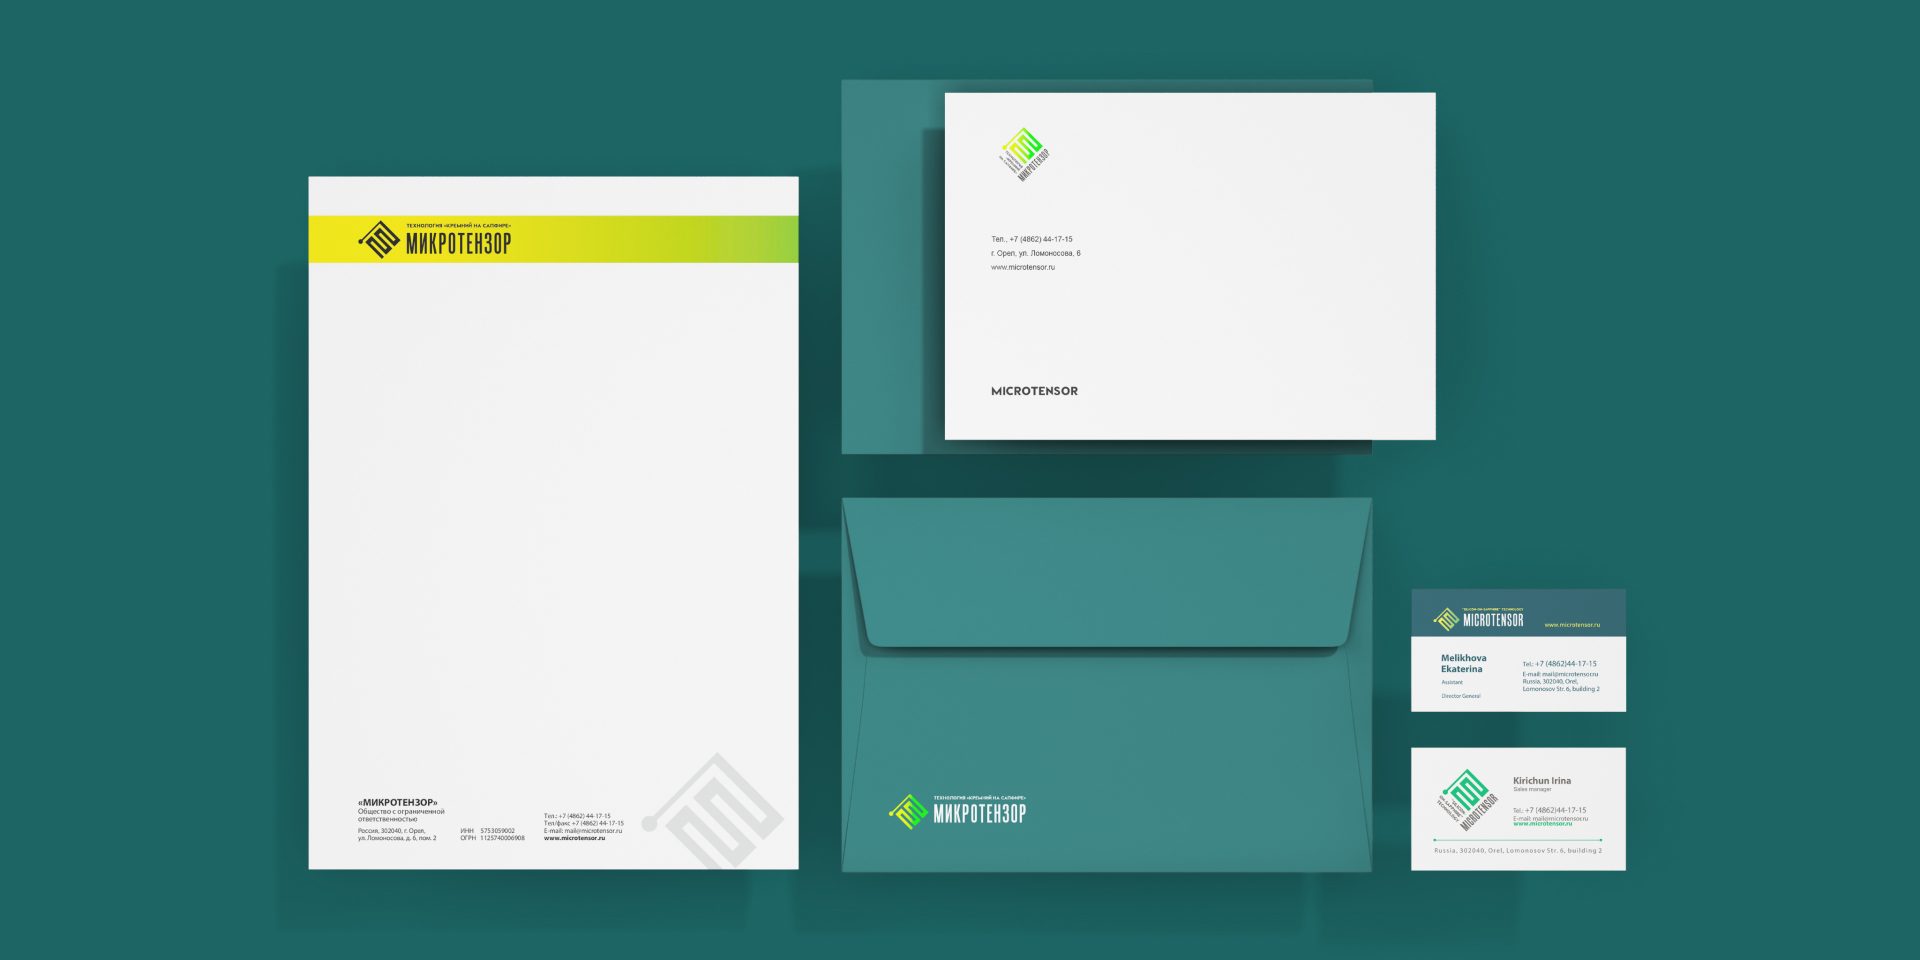 ТЕХНОЛОГИЯ «КРЕМНИЙ НА САПФИРЕ»
МИКРОТЕНЗОР
«МИКРОТЕНЗОР»
Общество с ограниченной
ответственностью
Россия, 302040, г. Орел,
ул. Ломоносова, д. 6, пом. 2
ИНН 5753059002
ОГРН 1125740006908
Тел.: +7 (4862) 44-17-15
Тел/факс +7 (4862) 44-17-15
E-mail: mail@microtensor.ru
www.microtensor.ru
МИКРОТЕНЗОР
Тел., +7 (4862) 44-17-15
г. Орел, ул. Ломоносова, 6
www.microtensor.ru
MICROTENSOR
ТЕХНОЛОГИЯ «КРЕМНИЙ НА САПФИРЕ»
МИКРОТЕНЗОР
"SILICON-ON-SAPPHIRE" TECHNOLOGY
MICROTENSOR
www.microtensor.ru
Melikhova
Ekaterina
Assistant
Director General
Tel.: +7 (4862)44-17-15
E-mail: mail@microtensor.ru
Russia, 302040, Orel,
Lomonosov Str. 6, building 2
"SILICON-
ON-SAPPHIRE"
TECHNOLOGY
MICROTENSOR
Kirichun Irina
Sales manager
Tel.: +7 (4862)44-17-15
E-mail: mail@microtensor.ru
www.microtensor.ru
Russia, 302040, Orel, Lomonosov Str. 6, building 2